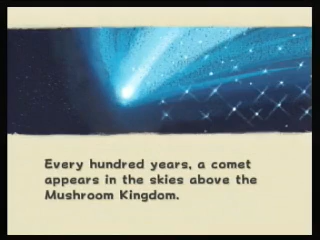 Every hundred years, a comet
appears in the skies above the
Mushroom Kingdom.